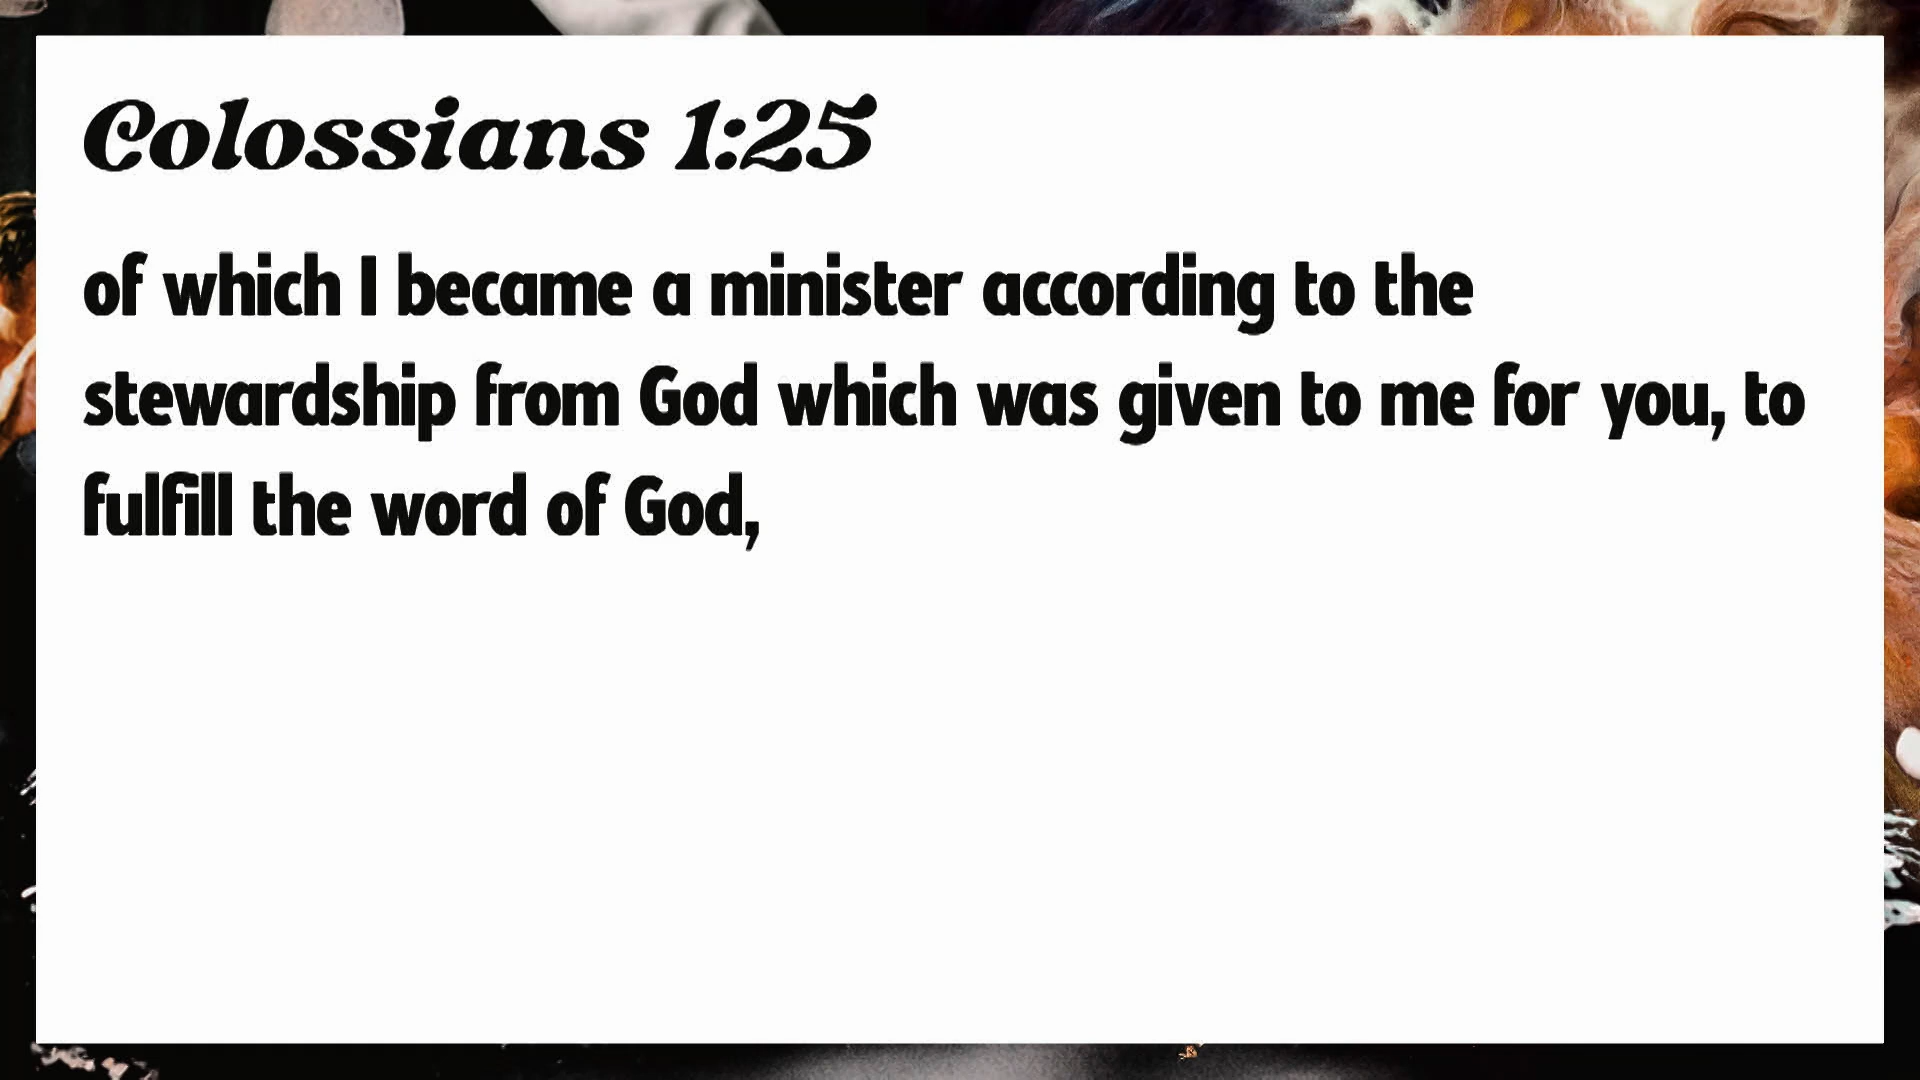 Colossians 1:25
of which I became a minister according to the
stewardship from God which was given to me for you, to
fulfill the word of God,